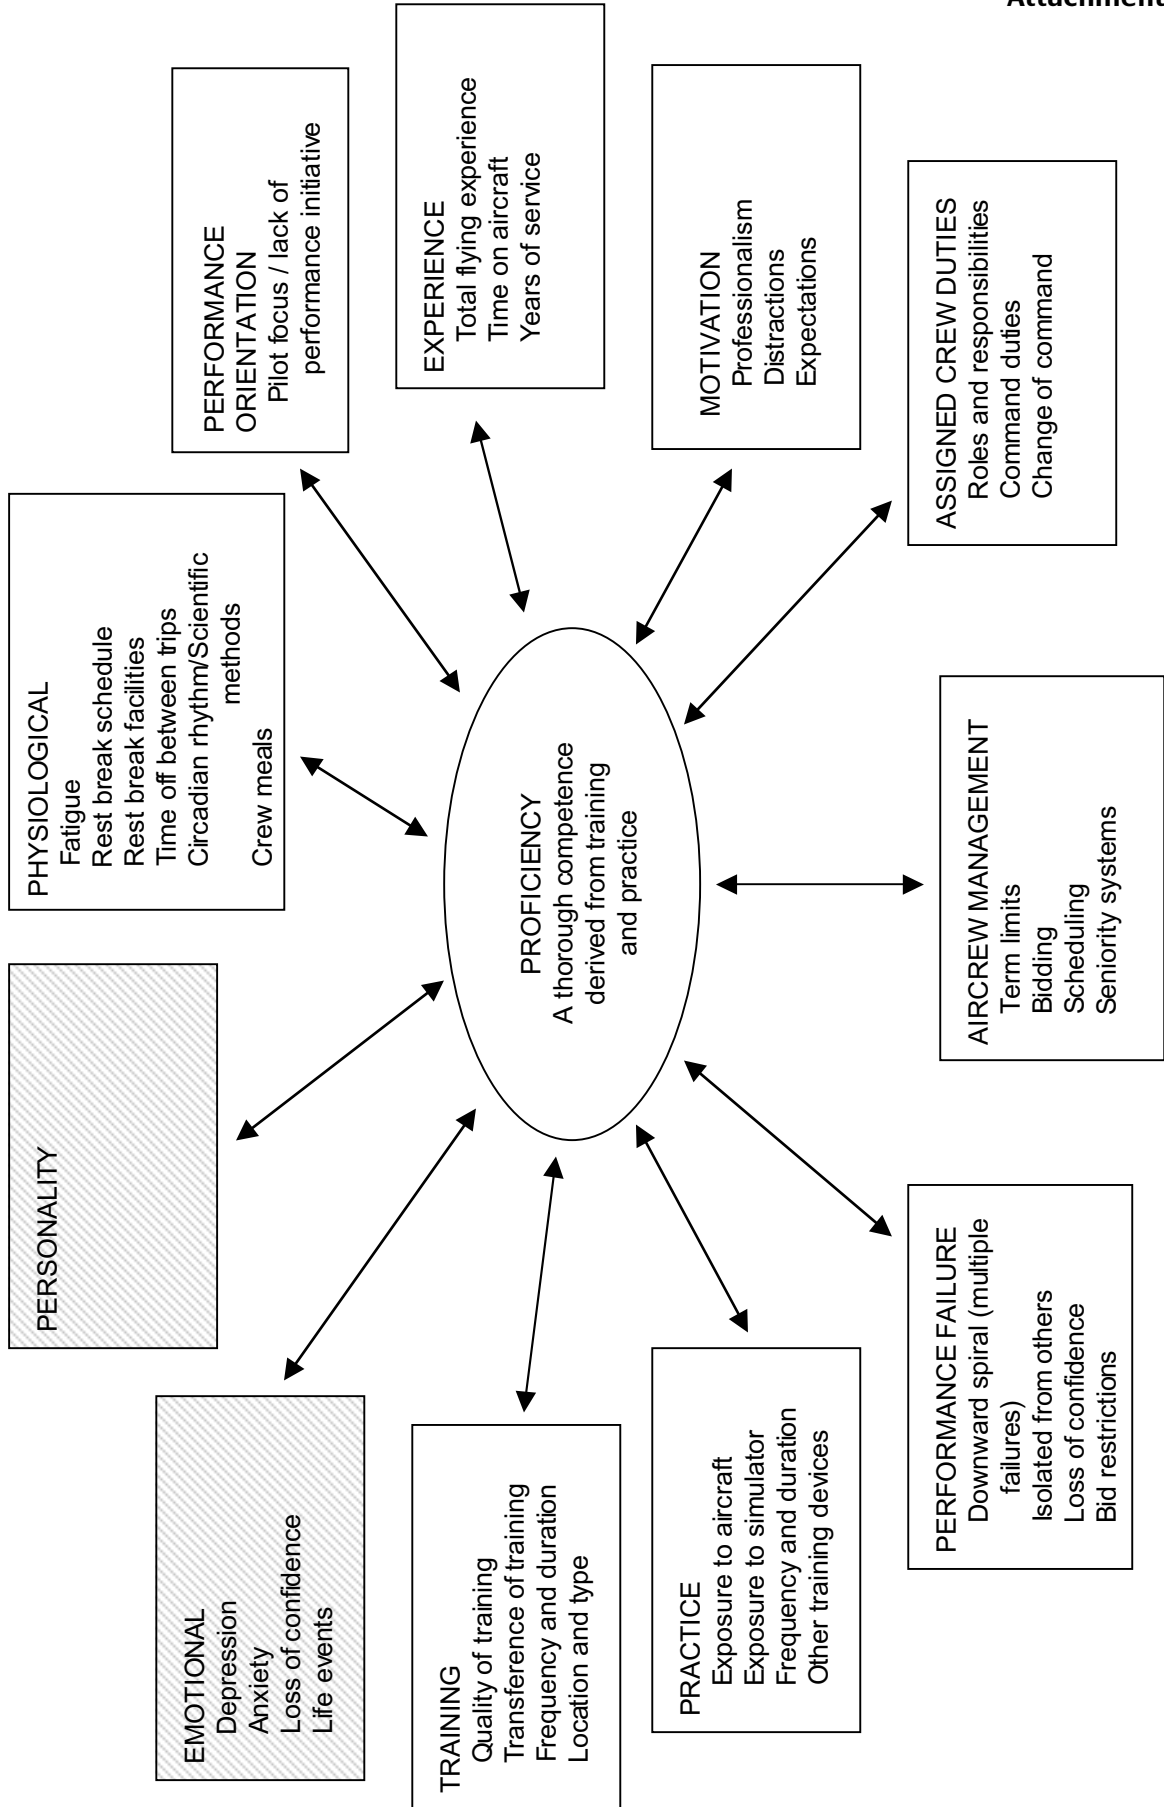 Attachment
EMOTIONAL
Depression
Anxiety
Loss of confidence
Life events
PERSONALITY
PHYSIOLOGICAL
Fatigue
Rest break schedule
Rest break facilities
Time off between trips
Circadian rhythm/Scientific
methods
Crew meals
PERFORMANCE
ORIENTATION
Pilot focus / lack of
performance initiative
TRAINING
Quality of training
Transference of training
Frequency and duration
Location and type
PROFICIENCY
A thorough competence
derived from training
and practice
EXPERIENCE
Total flying experience
Time on aircraft
Years of service
PRACTICE
Exposure to aircraft
Exposure to simulator
Frequency and duration
Other training devices
MOTIVATION
Professionalism
Distractions
Expectations
PERFORMANCE FAILURE
Downward spiral (multiple
failures)
Isolated from others
Loss of confidence
Bid restrictions
AIRCREW MANAGEMENT
Term limits
Bidding
Scheduling
Seniority systems
ASSIGNED CREW DUTIES
Roles and responsibilities
Command duties
Change of command